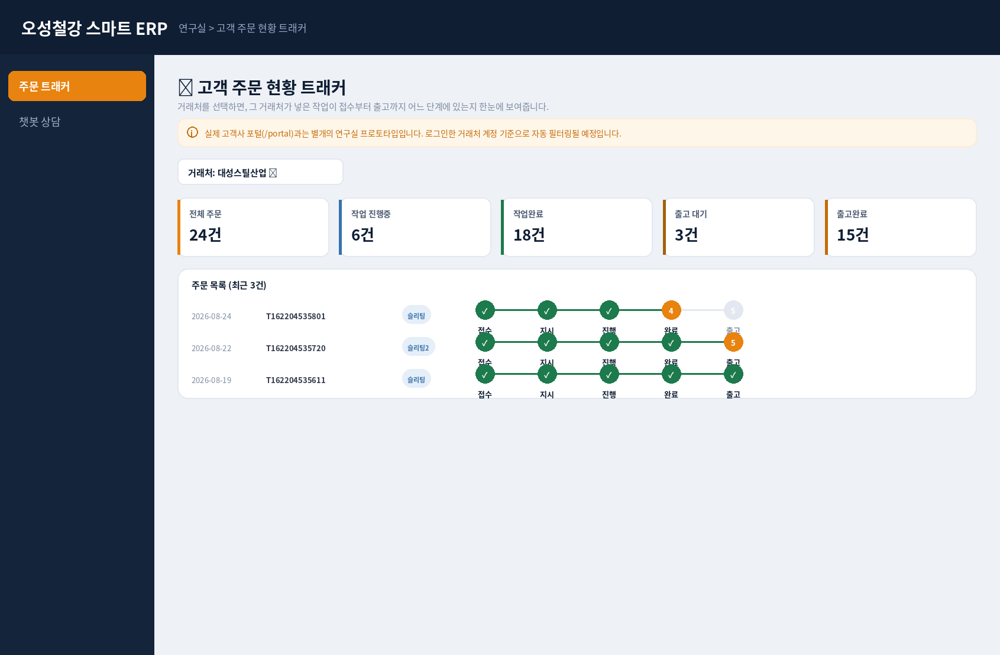 오성철강 스마트 ERP 연구실 > 고객 주문 현황 트래커
주문 트래커
챗봇 상담
고객 주문 현황 트래커
거래처를 선택하면, 그 거래처가 넣은 작업이 접수부터 출고까지 어느 단계에 있는지 한눈에 보여줍니다.
실제 고객사 포털(/portal)과는 별개의 연구실 프로토타입입니다. 로그인한 거래처 계정 기준으로 자동 필터링될 예정입니다.
거래처: 대성스틸산업
전체 주문
24건
작업 진행중
6건
작업완료
18건
출고 대기
3건
출고완료
15건
주문 목록 (최근 3건)
2026-08-24 T162204535801 슬리팅 ✓ ✓ ✓ 4 5
접수 지시 진행 완료 출고
2026-08-22 T162204535720 슬리팅2 ✓ ✓ ✓ ✓ 5
접수 지시 진행 완료 출고
2026-08-19 T162204535611 슬리팅 ✓ ✓ ✓ ✓ ✓
접수 지시 진행 완료 출고